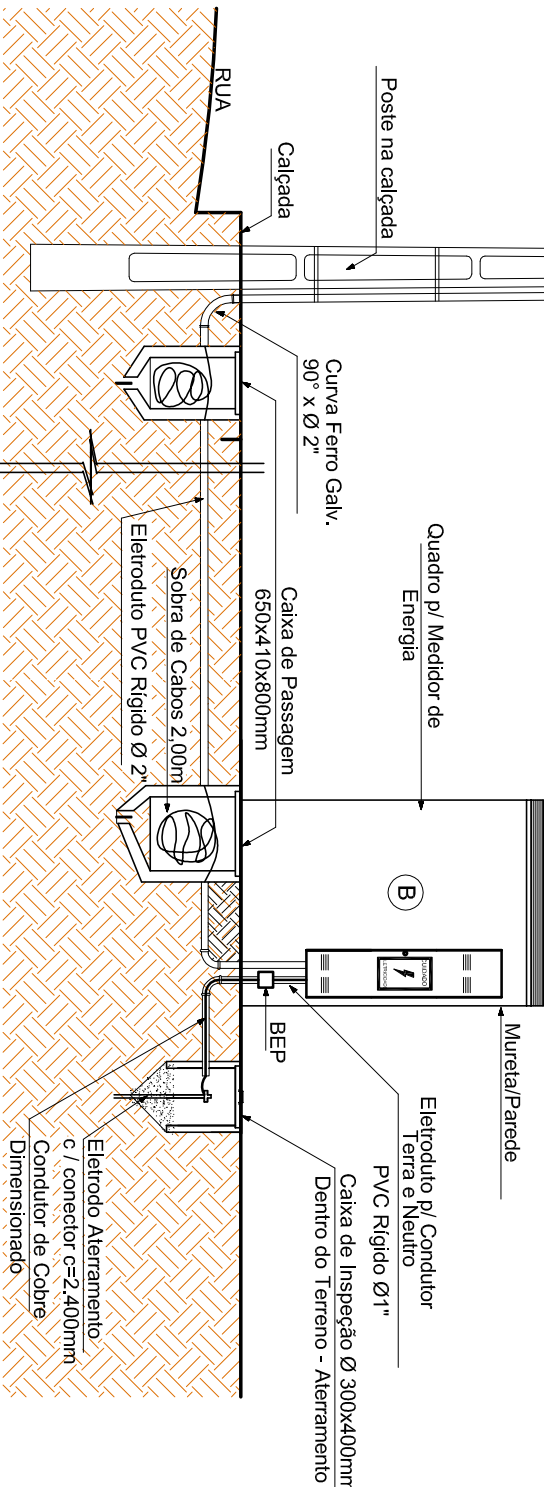 RUA
Poste na calçada
Calçada
Curva Ferro Galv.
90° x Ø 2"
Eletroduto PVC Rígido Ø 2"
Sobra de Cabos 2,00m
Caixa de Passagem
650x410x800mm
Quadro p/ Medidor de
Energia
B
CUIDADO
ELETRICIDADE
BEP
Mureta/Parede
Eletroduto p/ Condutor
Terra e Neutro
PVC Rígido Ø1"
Caixa de Inspeção Ø 300x400mm
Dentro do Terreno - Aterramento
Eletrodo Aterramento
c / conector c=2.400mm
Condutor de Cobre
Dimensionado